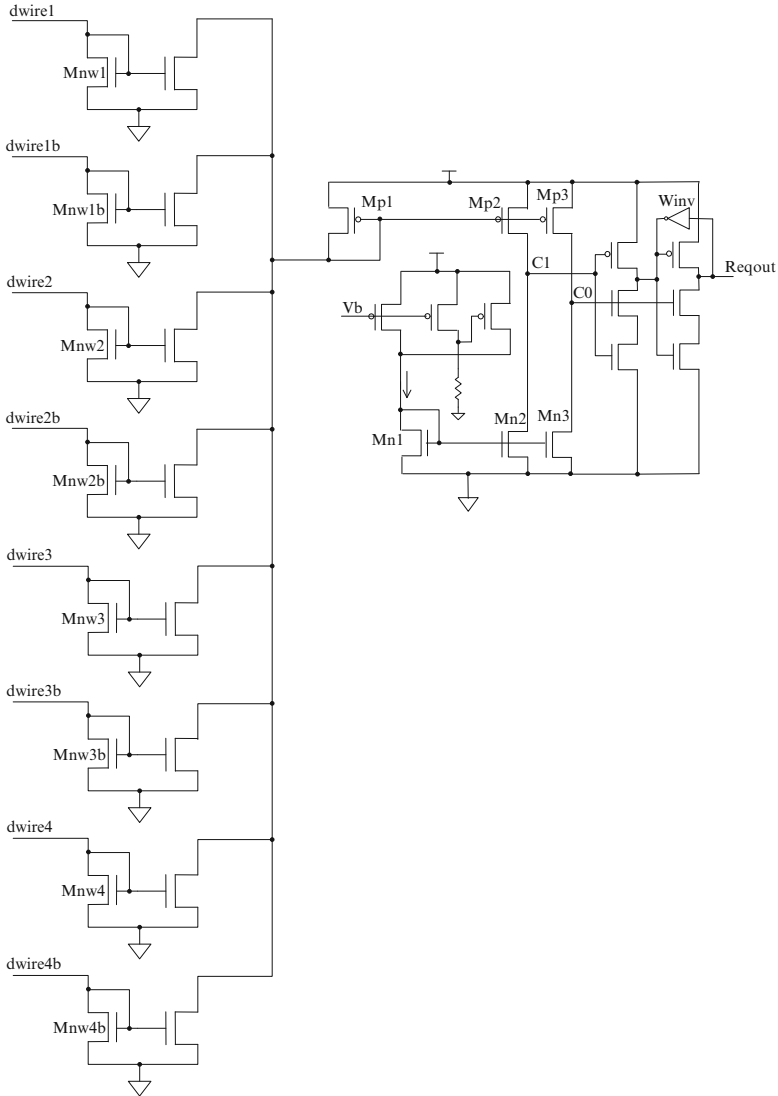 dwire1
Mnw1
dwire1b
Mnw1b
dwire2
Mnw2
dwire2b
Mnw2b
dwire3
Mnw3
dwire3b
Mnw3b
dwire4
Mnw4
dwire4b
Mnw4b
Mp1
Mp2
Mp3
Winv
C1
Reqout
C0
Vb
Mn1
Mn2
Mn3